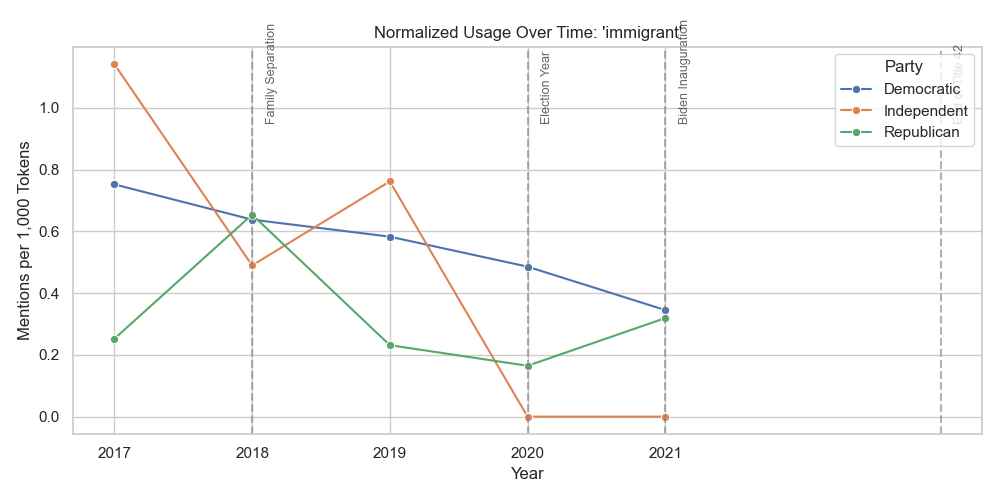 Normalized Usage Over Time: 'immigrant'
Mentions per 1,000 Tokens
1.0
0.8
0.6
0.4
0.2
0.0
Family Separation
Election Year
Biden Inauguration
Title 42
Party
Democratic
Independent
Republican
2017
2018
2019
2020
2021
Year